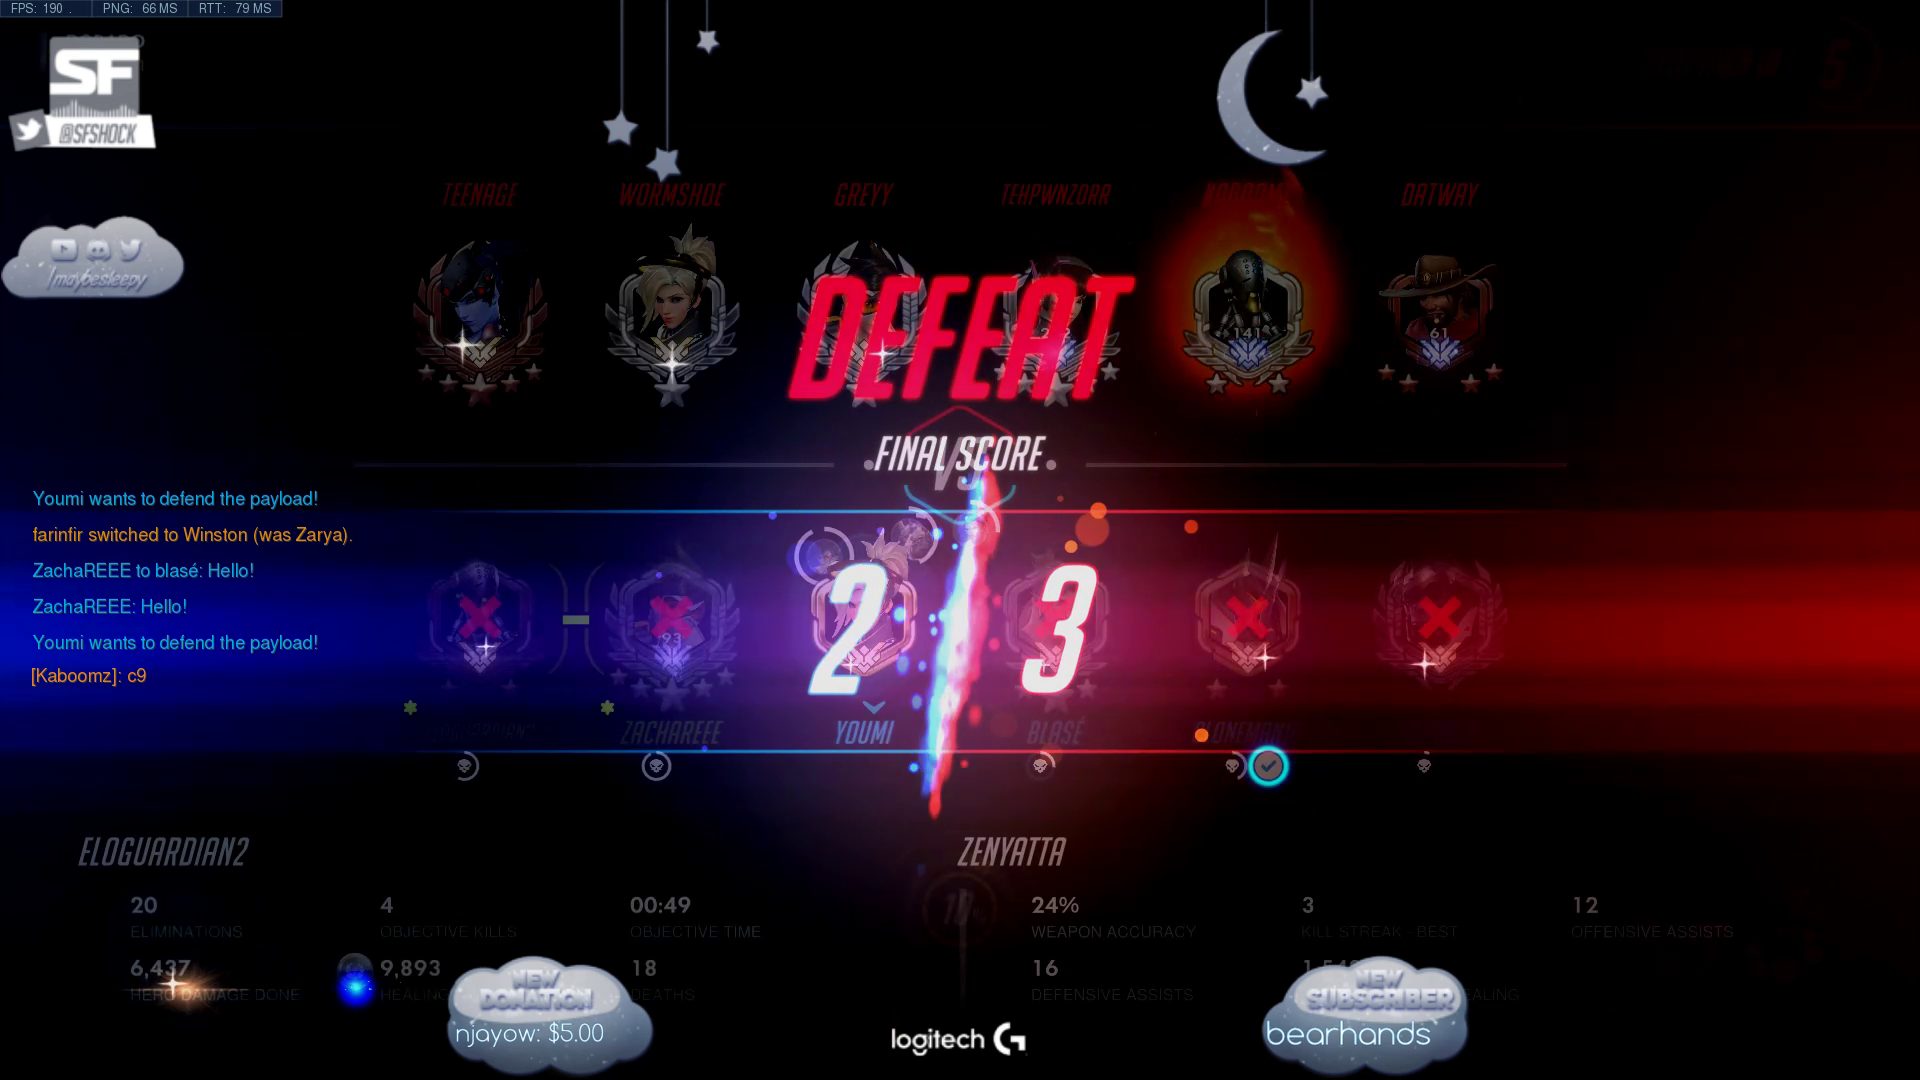 FPS: 190 . PNG: 66 MS RTT: 79 MS
SF
@SFSHOCK
/maybesleepy
TEENAGE WORMSHOE GREYY TEHPWNZORR DATWAY
141 61
DEFEAT
FINAL SCORE
VS
2 3
Youmi wants to defend the payload!
farinfir switched to Winston (was Zarya).
ZachaREEE to blasé: Hello!
ZachaREEE: Hello!
Youmi wants to defend the payload!
[Kaboomz]: c9
93
ZACHAREEE YOUMI BLASÉ
ELOGUARDIAN2 ZENYATTA
20 4 00:49 24% 3 12
ELIMINATIONS OBJECTIVE KILLS OBJECTIVE TIME WEAPON ACCURACY KILL STREAK - BEST OFFENSIVE ASSISTS
6,437 9,893 18 16
HERO DAMAGE DONE HEALING DEATHS DEFENSIVE ASSISTS
NEW DONATION
njayow: $5.00
logitech G
NEW SUBSCRIBER
bearhands